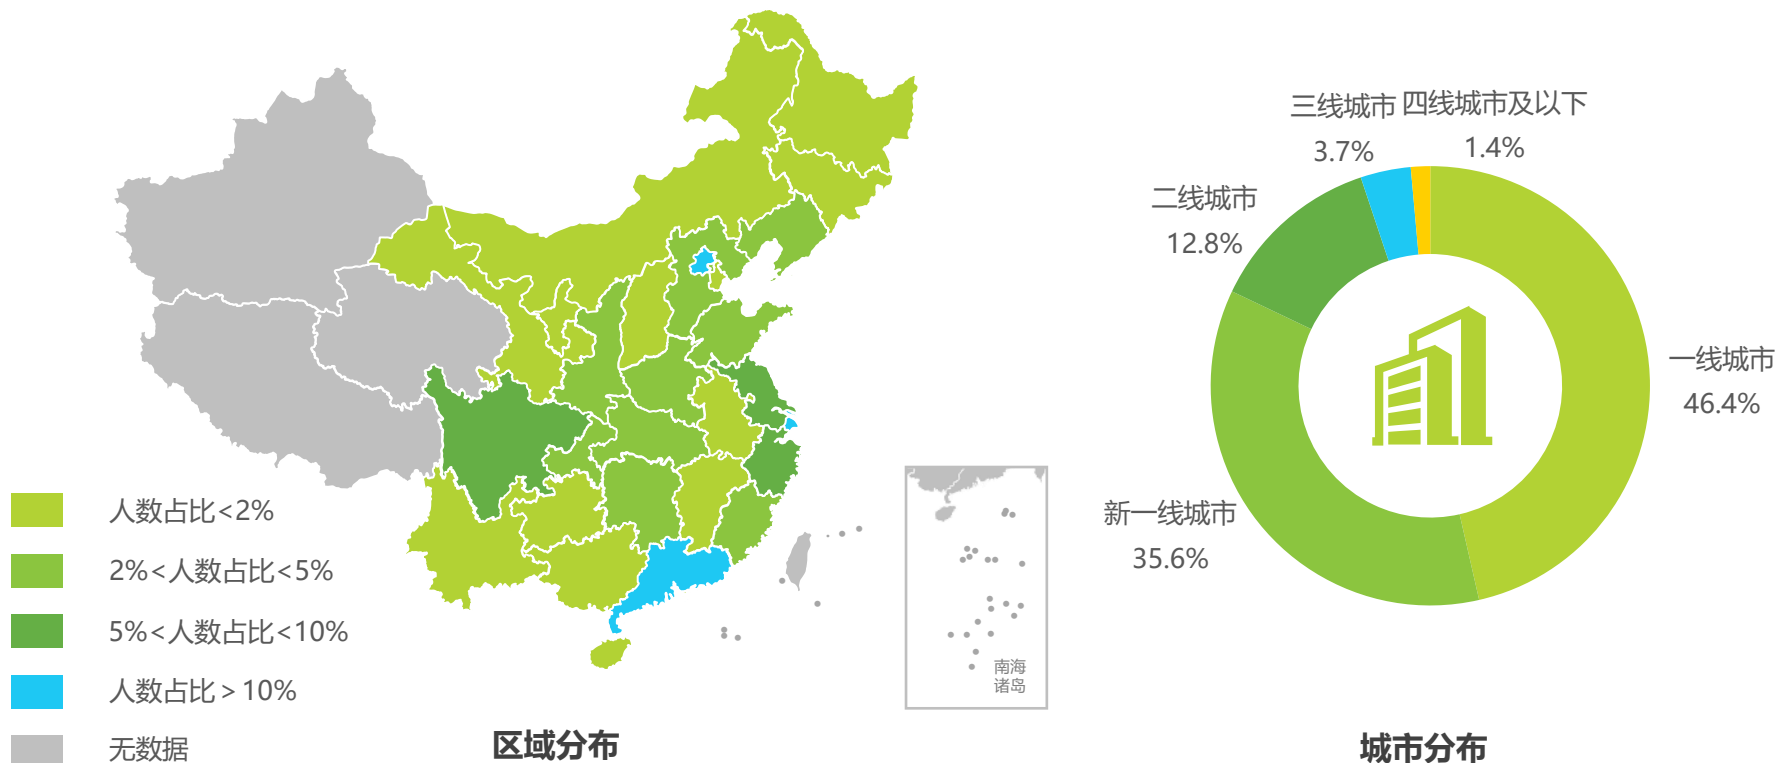 人数占比<2%
2%<人数占比<5%
5%<人数占比<10%
人数占比>10%
无数据
南海
诸岛
区域分布
三线城市
3.7%
四线城市及以下
1.4%
二线城市
12.8%
一线城市
46.4%
新一线城市
35.6%
城市分布